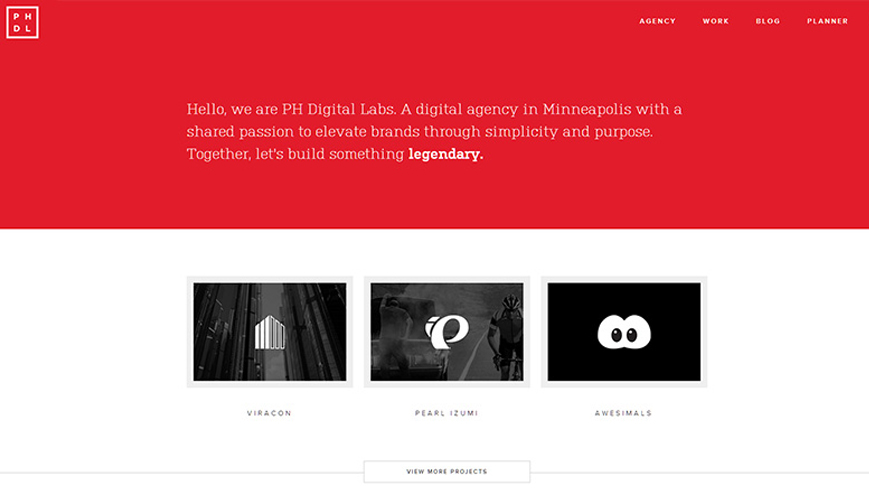 P H
D L
AGENCY WORK BLOG PLANNER
Hello, we are PH Digital Labs. A digital agency in Minneapolis with a
shared passion to elevate brands through simplicity and purpose.
Together, let's build something legendary.
VIRACON PEARL IZUMI AWESIMALS
VIEW MORE PROJECTS